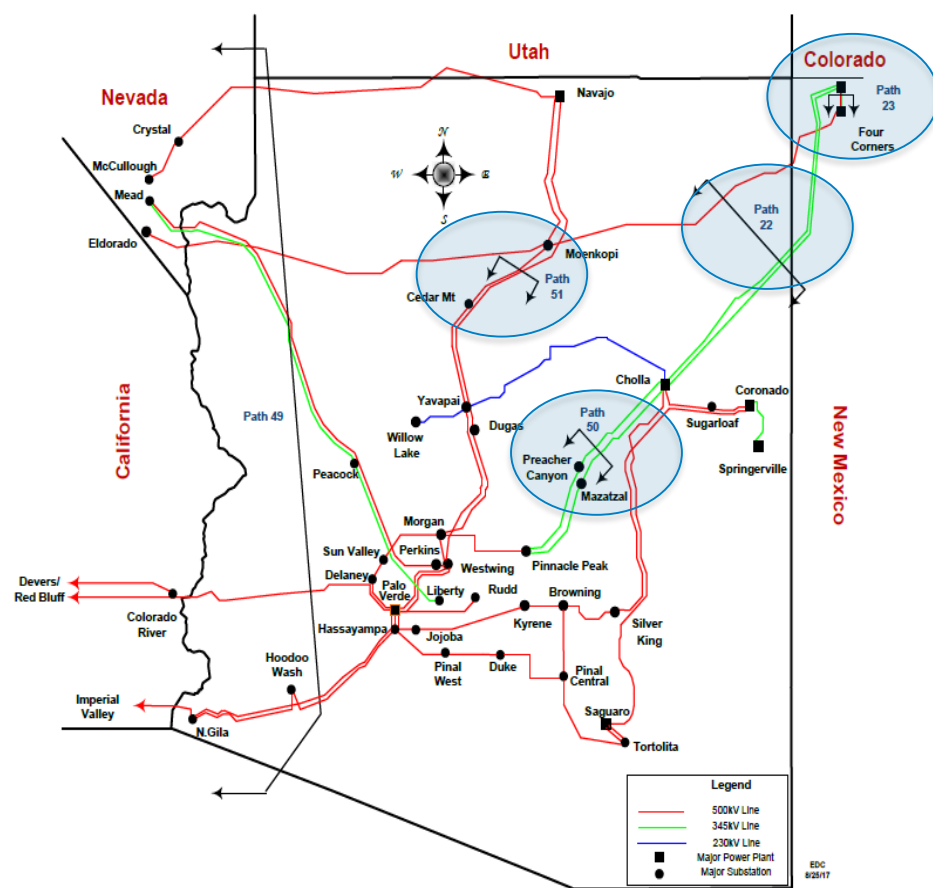 Utah
Colorado
Nevada
Path
23
Navajo
Crystal
Four
Corners
McCullough
N
Mead
W
E
S
Path
22
Eldorado
Moenkopi
Path
51
Cedar Mt
Cholla
Coronado
Yavapai
Path 49
Path
50
Willow
Lake
Dugas
Sugarloaf
California
New Mexico
Preacher
Canyon
Springerville
Peacock
Mazatzal
Morgan
Sun Valley
Perkins
Westwing
Pinnacle Peak
Delaney
Devers/
Red Bluff
Palo
Verde
Liberty
Rudd
Browning
Colorado
River
Hassayampa
Jojoba
Kyrene
Silver
King
Hoodoo
Wash
Pinal
West
Duke
Pinal
Central
Imperial
Valley
Saguaro
N.Gila
Tortolita
Legend
500kV Line
345kV Line
230kV Line
Major Power Plant
Major Substation
EDC
8/25/17